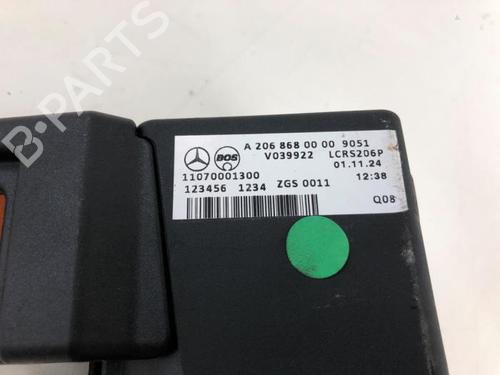 B-PARTS
BOS
A 206 868 00 00 9051
V039922 LCRS206P
11070001300 01.11.24
123456 1234 ZGS 0011 12:38
Q08